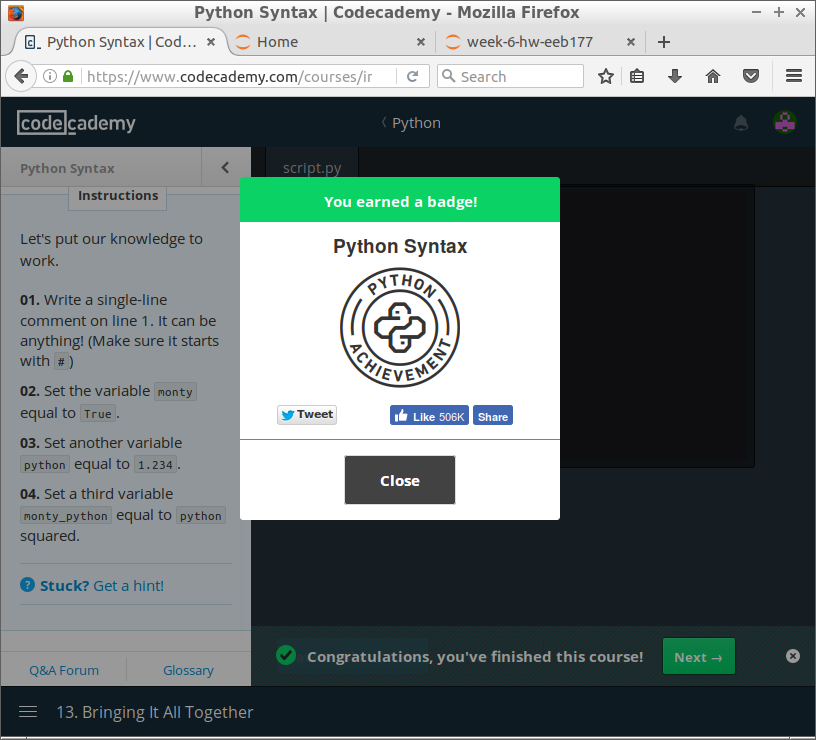 Python Syntax | Codecademy - Mozilla Firefox
Python Syntax | Cod...
Home
week-6-hw-eeb177
https://www.codecademy.com/courses/ir
Search
codecademy
Python
Python Syntax
script.py
Instructions
Let's put our knowledge to
work.
01. Write a single-line
comment on line 1. It can be
anything! (Make sure it starts
with #)
02. Set the variable monty
equal to True.
03. Set another variable
python equal to 1.234.
04. Set a third variable
monty_python equal to python
squared.
? Stuck? Get a hint!
Q&A Forum
Glossary
You earned a badge!
Python Syntax
PYTHON
ACHIEVEMENT
Tweet
Like 506K
Share
Close
Congratulations, you've finished this course!
Next →
13. Bringing It All Together